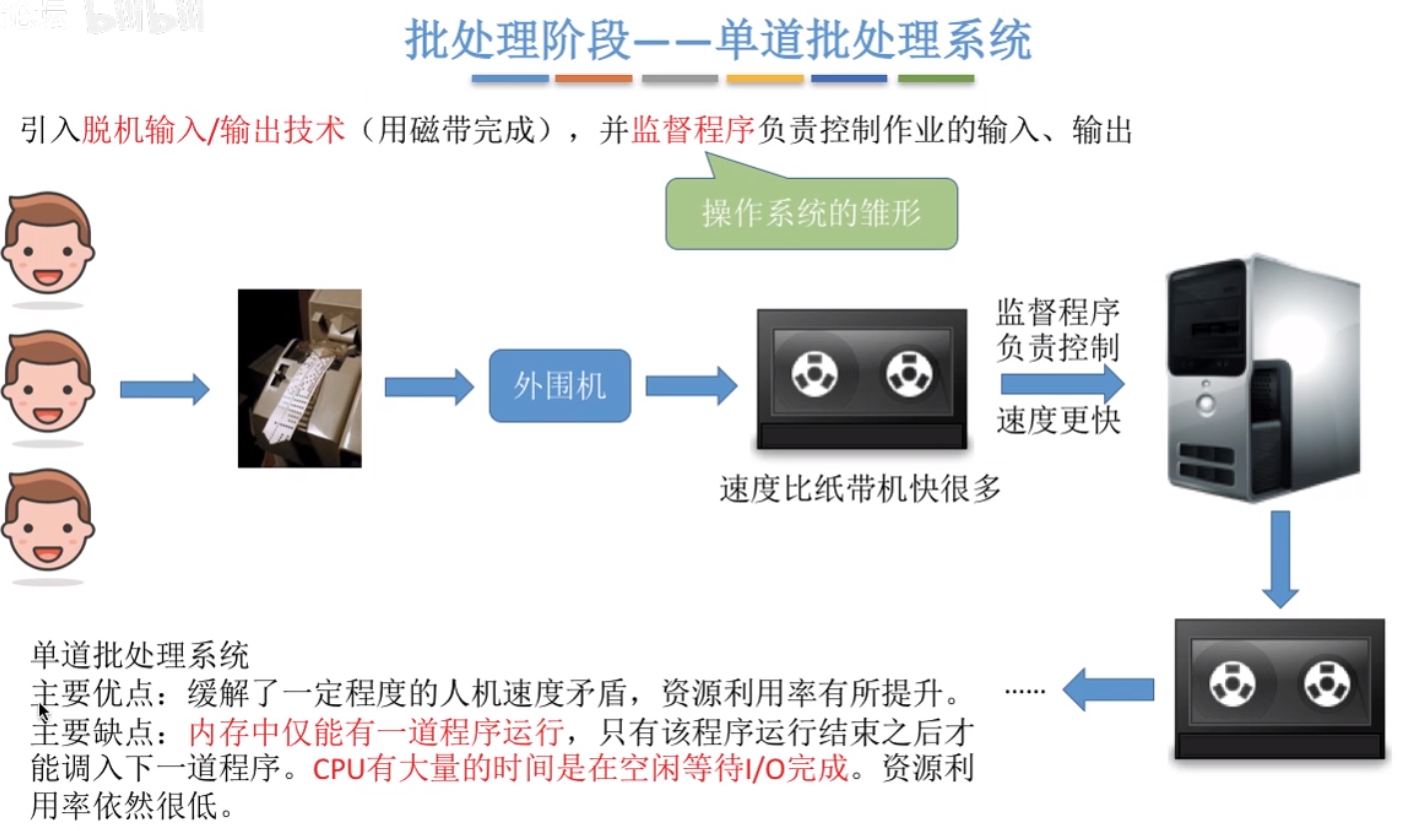 论坛 bilibili
批处理阶段——单道批处理系统
引入脱机输入/输出技术（用磁带完成），并监督程序负责控制作业的输入、输出
操作系统的雏形
外围机
监督程序
负责控制
速度更快
速度比纸带机快很多
单道批处理系统
主要优点：缓解了一定程度的人机速度矛盾，资源利用率有所提升。
主要缺点：内存中仅能有一道程序运行，只有该程序运行结束之后才
能调入下一道程序。CPU有大量的时间是在空闲等待I/O完成。资源利
用率依然很低。
......